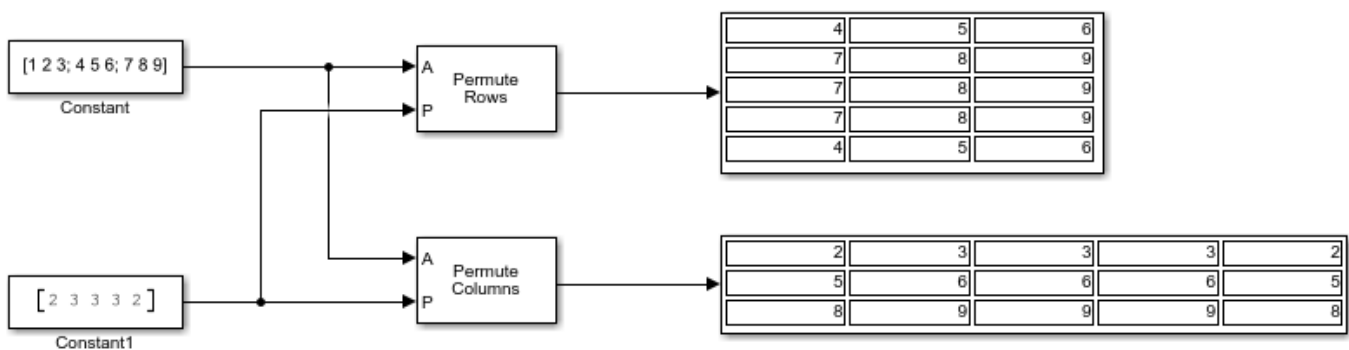 [1 2 3; 4 5 6; 7 8 9]
Constant
A
P
Permute
Rows
4 5 6
7 8 9
7 8 9
7 8 9
4 5 6
[2 3 3 3 2]
Constant1
A
P
Permute
Columns
2 3 3 3 2
5 6 6 6 5
8 9 9 9 8